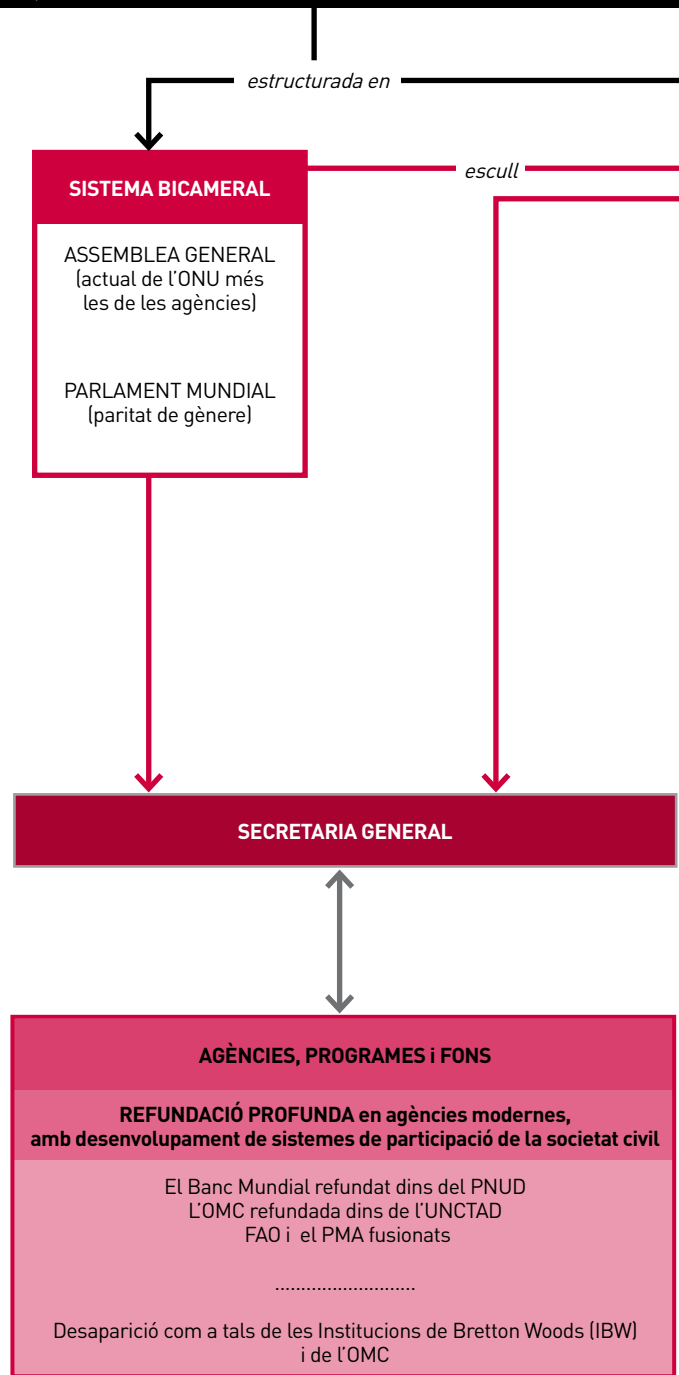 estructurada en
SISTEMA BICAMERAL
escull
ASSEMBLEA GENERAL
(actual de l'ONU més
les de les agències)
PARLAMENT MUNDIAL
(paritat de gènere)
SECRETARIA GENERAL
AGÈNCIES, PROGRAMES i FONS
REFUNDACIÓ PROFUNDA en agències modernes,
amb desenvolupament de sistemes de participació de la societat civil
El Banc Mundial refundat dins del PNUD
L'OMC refundada dins de l'UNCTAD
FAO i  el PMA fusionats
...........................
Desaparició com a tals de les Institucions de Bretton Woods (IBW)
i de l'OMC